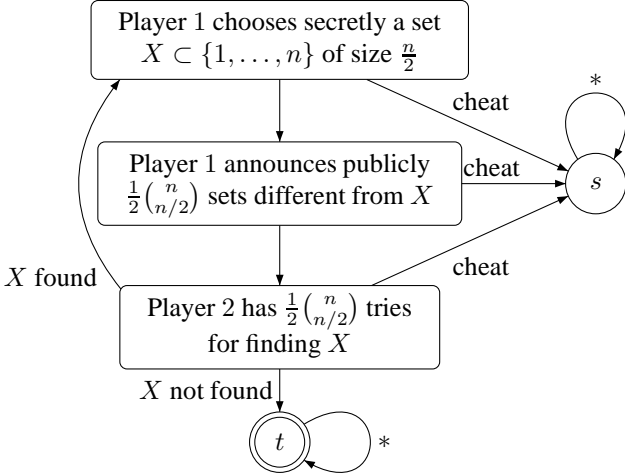 Player 1 chooses secretly a set
X ⊂ {1, . . . , n} of size n/2
cheat
*
Player 1 announces publicly
½(n choose n/2) sets different from X
cheat
s
X found
cheat
Player 2 has ½(n choose n/2) tries
for finding X
X not found
t
*